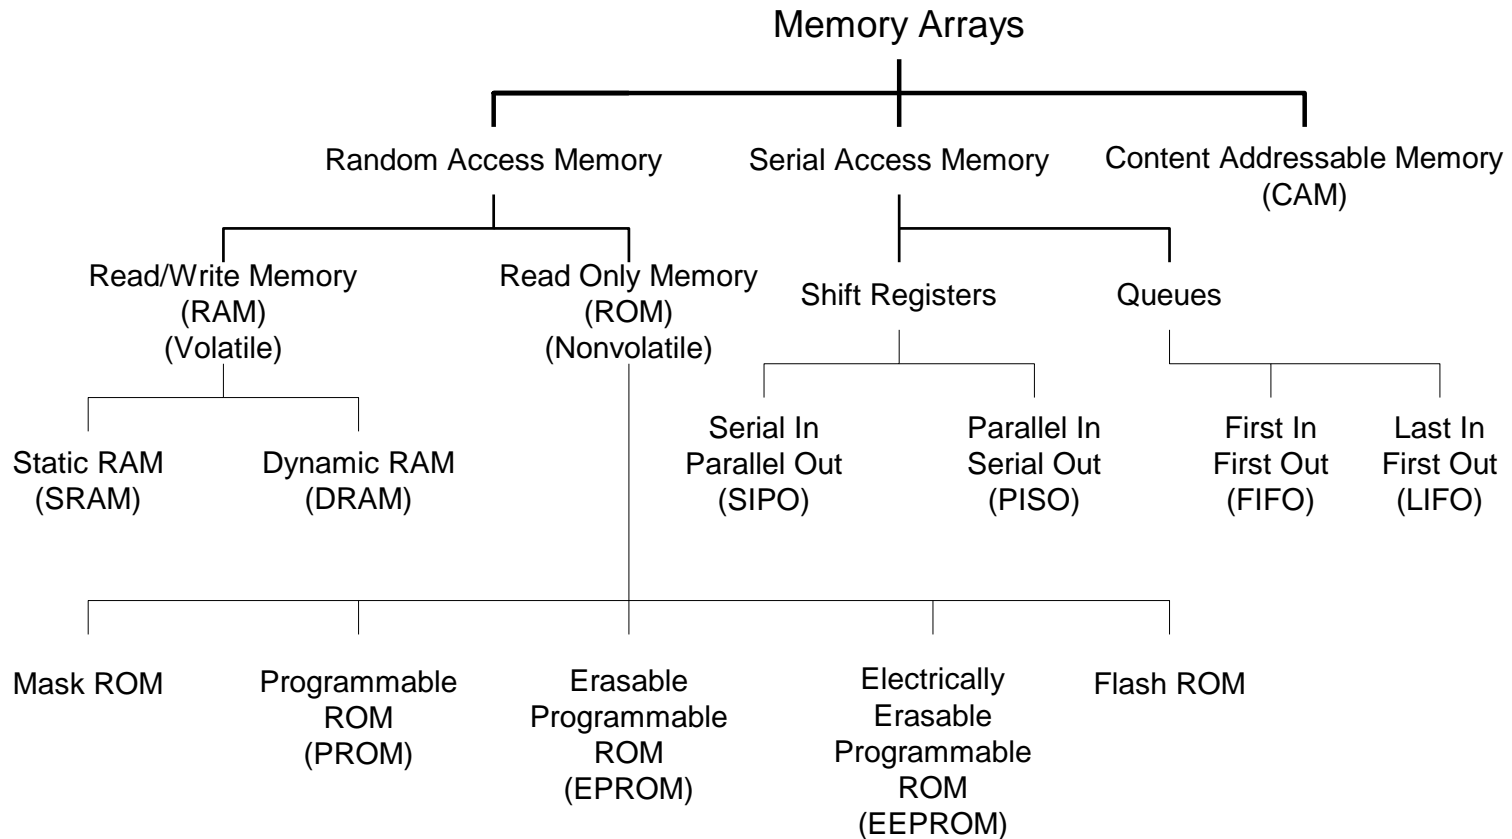 Memory Arrays
Random Access Memory
Serial Access Memory
Content Addressable Memory
(CAM)
Read/Write Memory
(RAM)
(Volatile)
Read Only Memory
(ROM)
(Nonvolatile)
Shift Registers
Queues
Static RAM
(SRAM)
Dynamic RAM
(DRAM)
Serial In
Parallel Out
(SIPO)
Parallel In
Serial Out
(PISO)
First In
First Out
(FIFO)
Last In
First Out
(LIFO)
Mask ROM
Programmable
ROM
(PROM)
Erasable
Programmable
ROM
(EPROM)
Electrically
Erasable
Programmable
ROM
(EEPROM)
Flash ROM